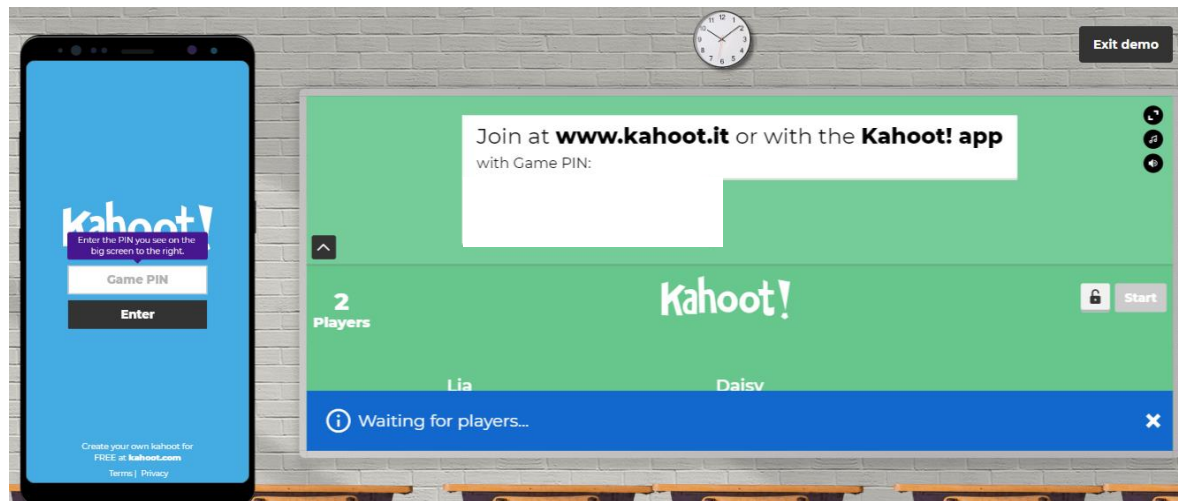 Kahoot!
Enter the PIN you see on the
big screen to the right.
Game PIN
Enter
Create your own kahoot for
FREE at kahoot.com
Terms | Privacy
Exit demo
Join at www.kahoot.it or with the Kahoot! app
with Game PIN:
2
Players
Kahoot!
Start
Lia
Daisy
Waiting for players...